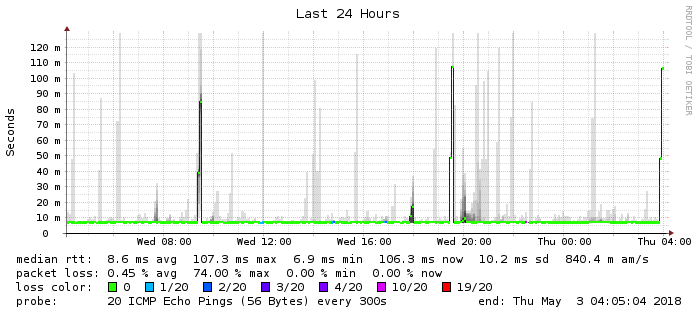 Last 24 Hours
RRDTOOL / TOBI OETIKER
Seconds
120 m
110 m
100 m
90 m
80 m
70 m
60 m
50 m
40 m
30 m
20 m
10 m
0
Wed 08:00 Wed 12:00 Wed 16:00 Wed 20:00 Thu 00:00 Thu 04:00
median rtt: 8.6 ms avg 107.3 ms max 6.9 ms min 106.3 ms now 10.2 ms sd 840.4 m am/s
packet loss: 0.45 % avg 74.00 % max 0.00 % min 0.00 % now
loss color: 0 1/20 2/20 3/20 4/20 10/20 19/20
probe: 20 ICMP Echo Pings (56 Bytes) every 300s end: Thu May 3 04:05:04 2018